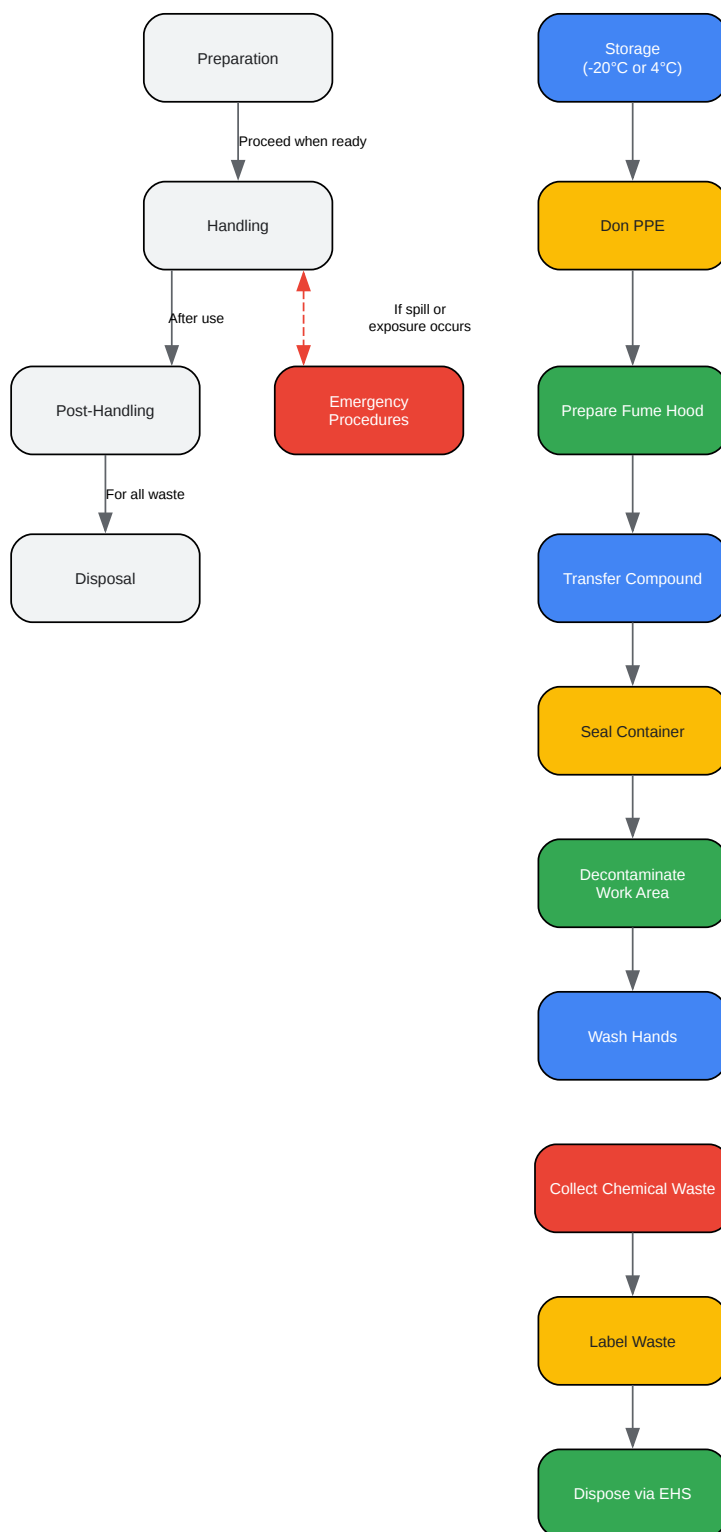 Preparation
Proceed when ready
Handling
After use
If spill or
exposure occurs
Post-Handling
Emergency
Procedures
For all waste
Disposal
Storage
(-20°C or 4°C)
Don PPE
Prepare Fume Hood
Transfer Compound
Seal Container
Decontaminate
Work Area
Wash Hands
Collect Chemical Waste
Label Waste
Dispose via EHS